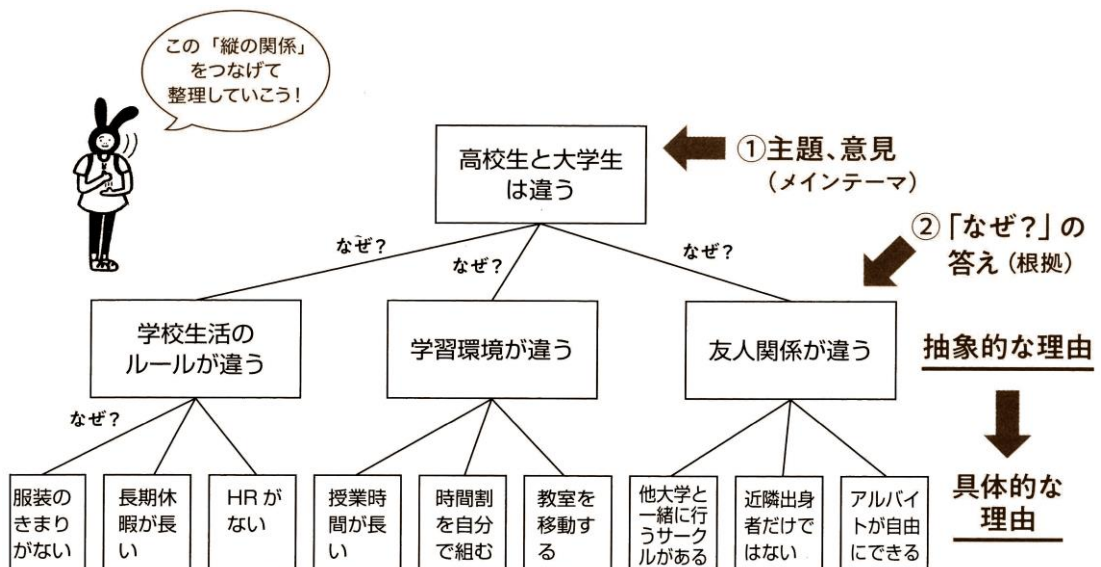 この「縦の関係」
をつなげて
整理していこう！
高校生と大学生
は違う
①主題、意見
（メインテーマ）
②「なぜ？」の
答え（根拠）
なぜ？
なぜ？
なぜ？
学校生活の
ルールが違う
学習環境が違う
友人関係が違う
抽象的な理由
なぜ？
服装の
きまり
がない
長期休
暇が長
い
HR が
ない
授業時
間が長
い
時間割
を自分
で組む
教室を
移動す
る
他大学と
一緒に行
うサーク
ルがある
近隣出身
者だけで
はない
アルバイ
トが自由
にできる
具体的な
理由